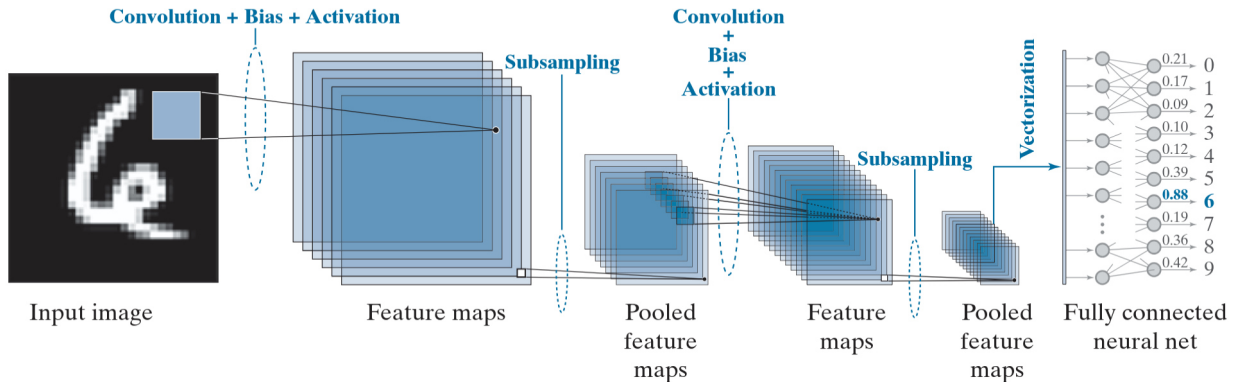 Convolution + Bias + Activation
Subsampling
Convolution
+
Bias
+
Activation
Subsampling
Vectorization
0.21 0
0.17 1
0.09 2
0.10 3
0.12 4
0.39 5
0.88 6
0.19 7
0.36 8
0.42 9
Input image
Feature maps
Pooled
feature
maps
Feature
maps
Pooled
feature
maps
Fully connected
neural net